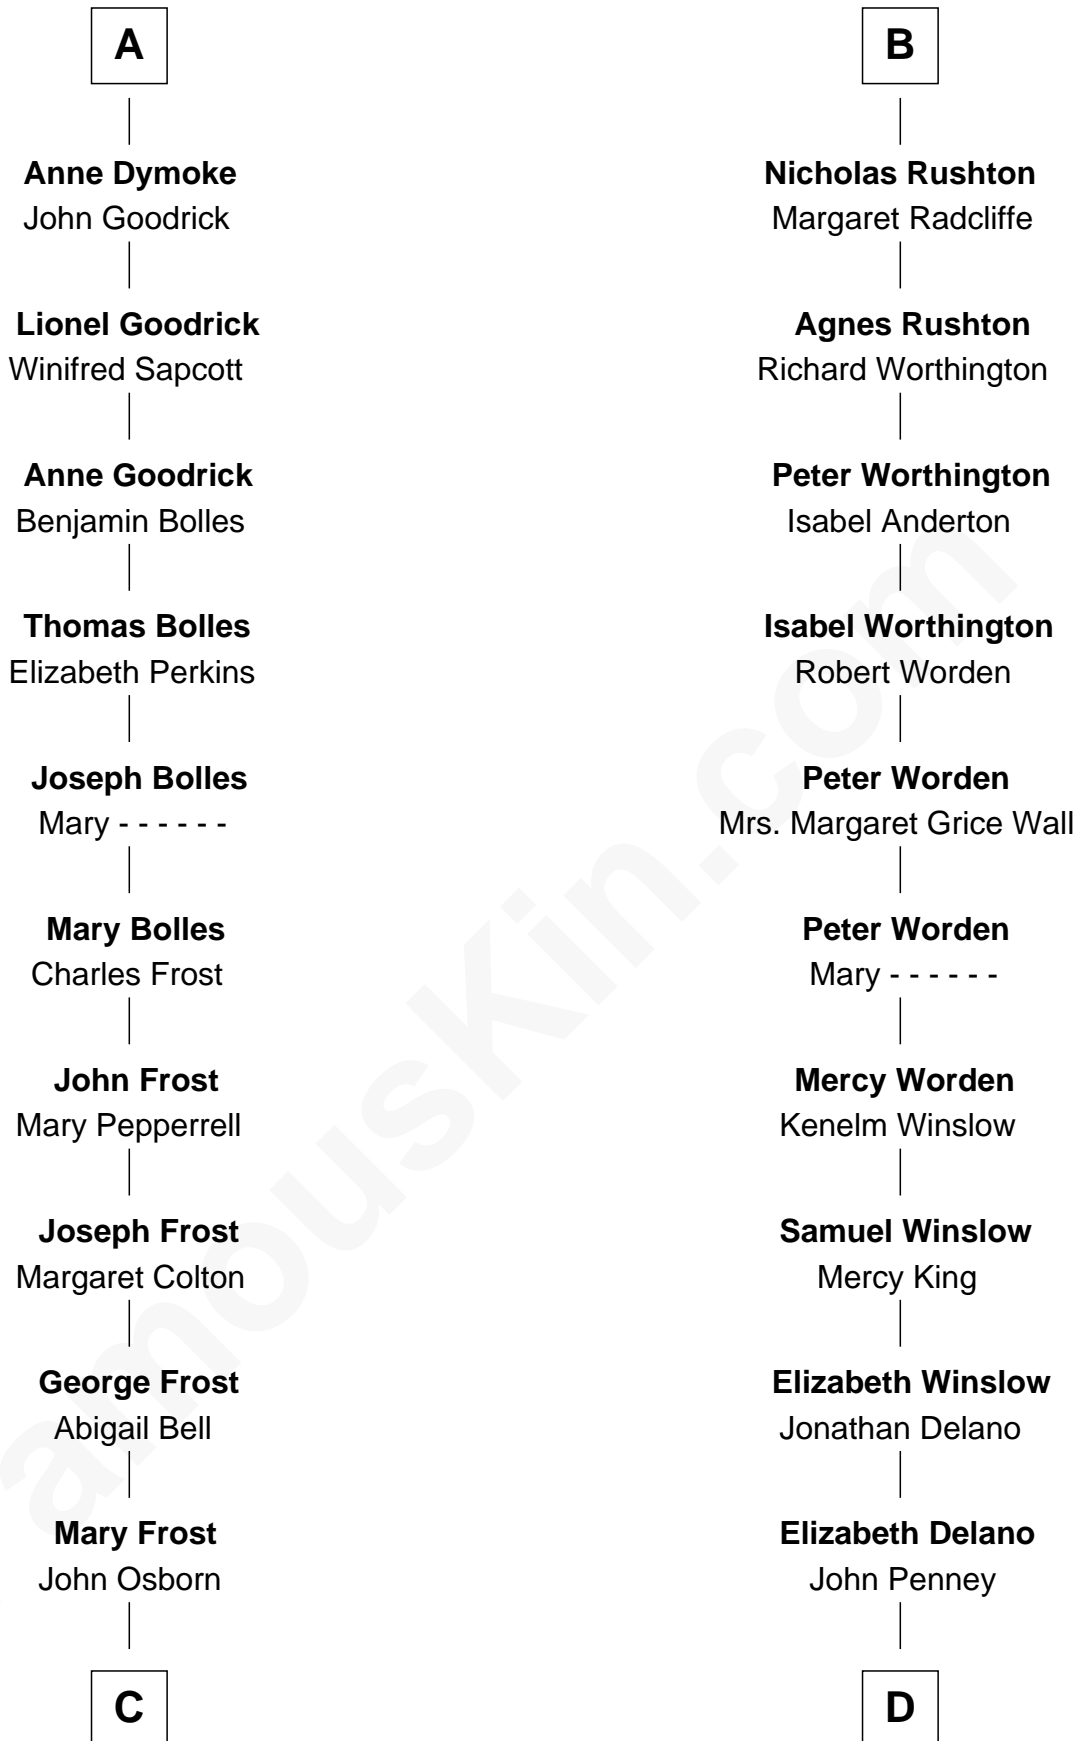 A
Anne Dymoke
John Goodrick
Lionel Goodrick
Winifred Sapcott
Anne Goodrick
Benjamin Bolles
Thomas Bolles
Elizabeth Perkins
Joseph Bolles
Mary - - - - - -
Mary Bolles
Charles Frost
John Frost
Mary Pepperrell
Joseph Frost
Margaret Colton
George Frost
Abigail Bell
Mary Frost
John Osborn
C
B
Nicholas Rushton
Margaret Radcliffe
Agnes Rushton
Richard Worthington
Peter Worthington
Isabel Anderton
Isabel Worthington
Robert Worden
Peter Worden
Mrs. Margaret Grice Wall
Peter Worden
Mary - - - - - -
Mercy Worden
Kenelm Winslow
Samuel Winslow
Mercy King
Elizabeth Winslow
Jonathan Delano
Elizabeth Delano
John Penney
D
amouskin.com